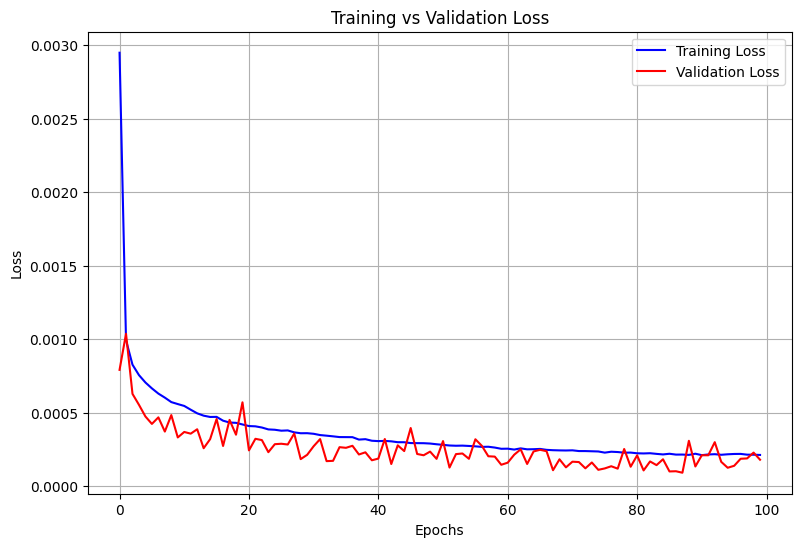 Training vs Validation Loss
Training Loss
Validation Loss
0.0030
0.0025
0.0020
0.0015
0.0010
0.0005
0.0000
Loss
0 20 40 60 80 100
Epochs